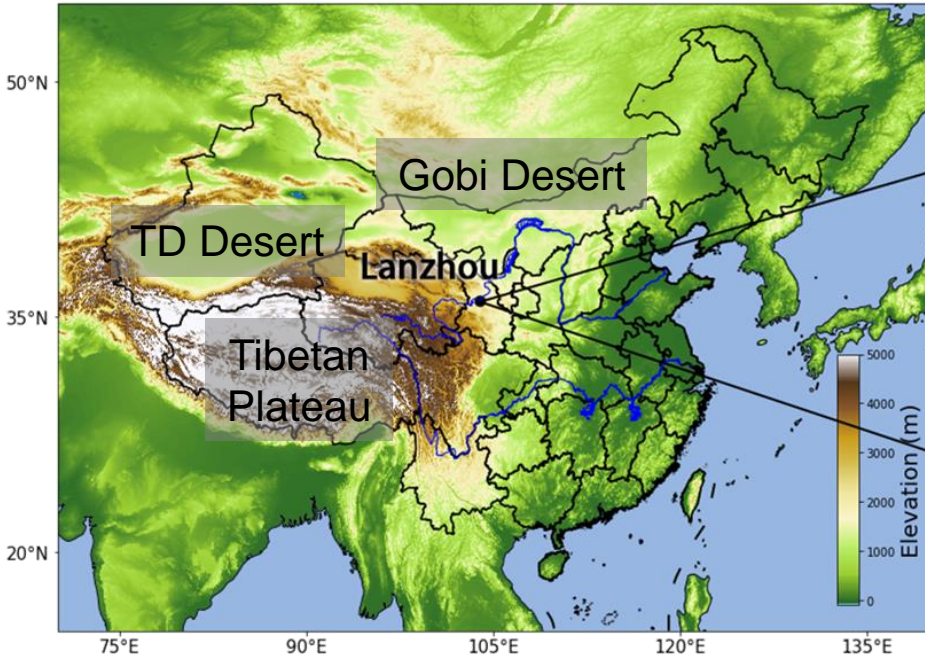 50°N
Gobi Desert
TD Desert
Lanzhou
35°N
Tibetan
Plateau
5000
4000
3000
2000
1000
0
Elevation (m)
20°N
75°E
90°E
105°E
120°E
135°E